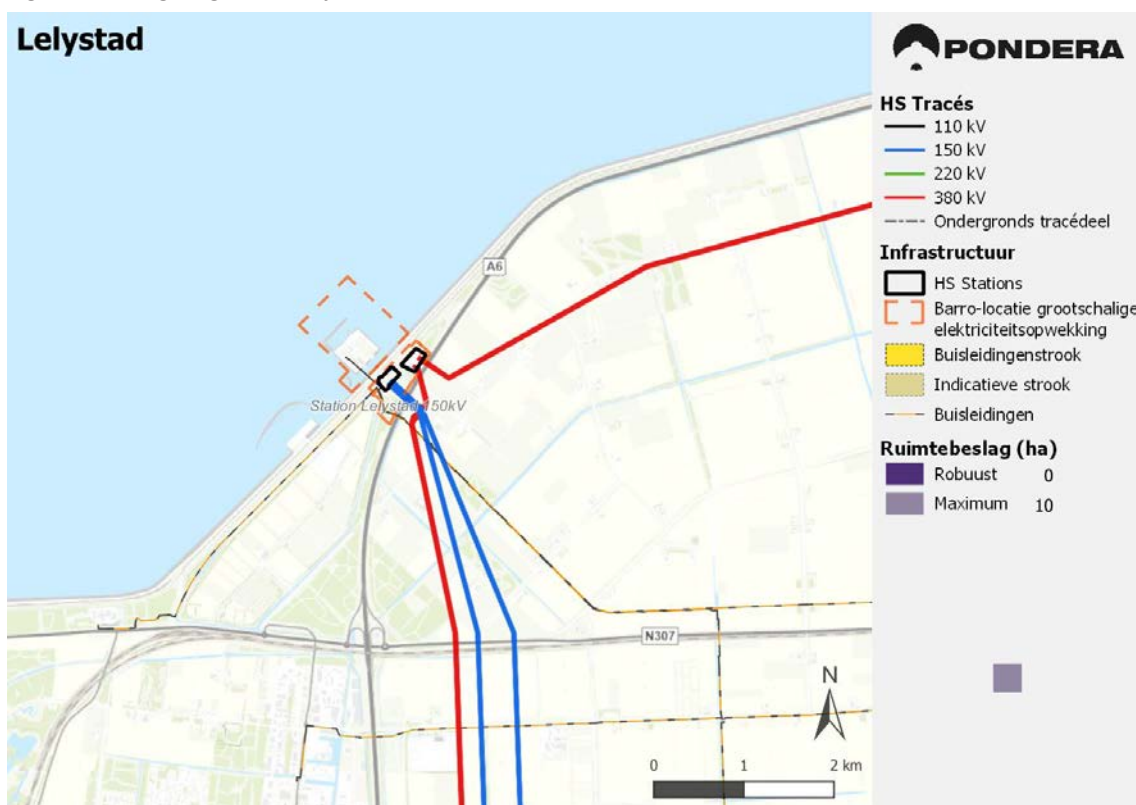 Lelystad
PONDERA
HS Tracés
110 kV
150 kV
220 kV
380 kV
Ondergronds tracédeel
Infrastructuur
HS Stations
Barro-locatie grootschalige
elektriciteitsopwekking
Buisleidingenstrook
Indicatieve strook
Buisleidingen
Ruimtebeslag (ha)
Robuust 0
Maximum 10
A6
Station Lelystad 150kV
N307
N
0 1 2 km